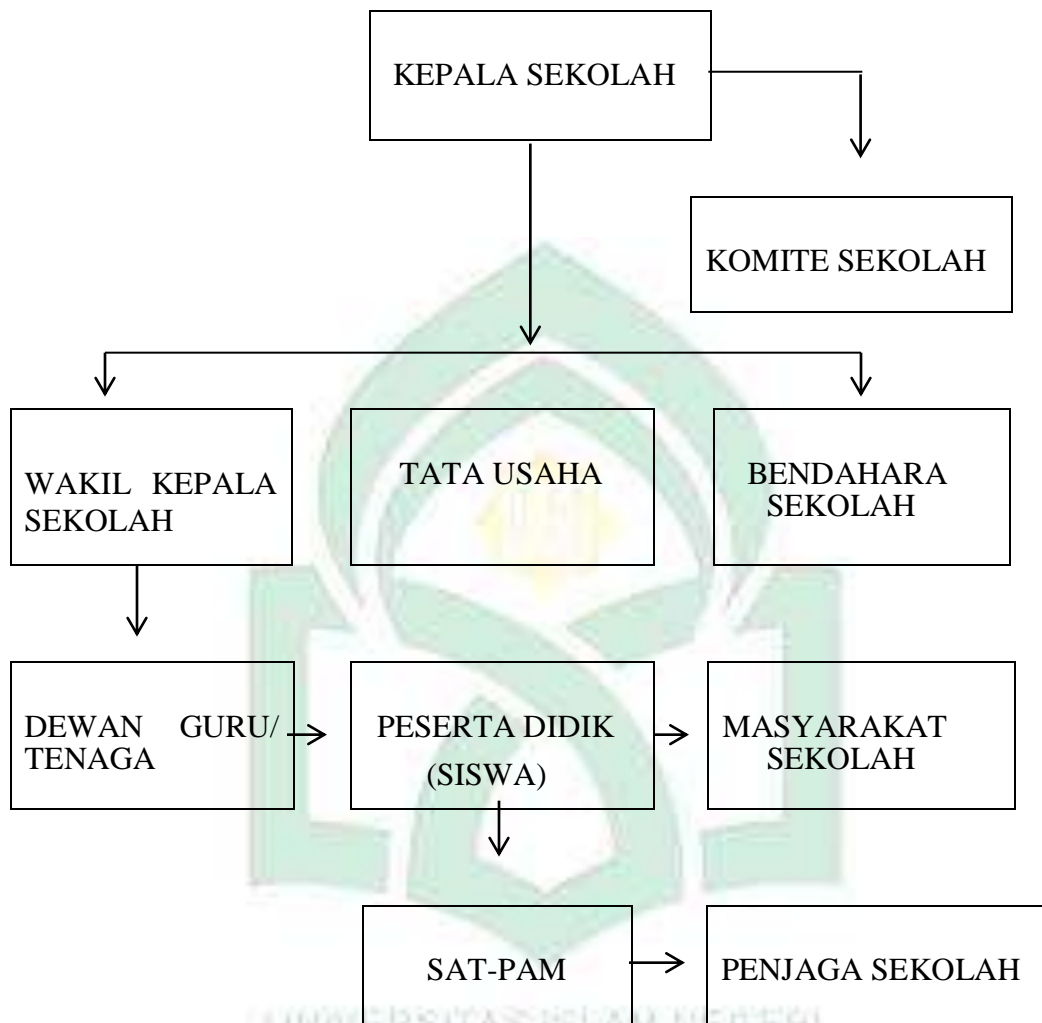 KEPALA SEKOLAH
KOMITE SEKOLAH
WAKIL KEPALA
SEKOLAH
TATA USAHA
BENDAHARA
SEKOLAH
DEWAN GURU/
TENAGA
PESERTA DIDIK
(SISWA)
MASYARAKAT
SEKOLAH
SAT-PAM
PENJAGA SEKOLAH